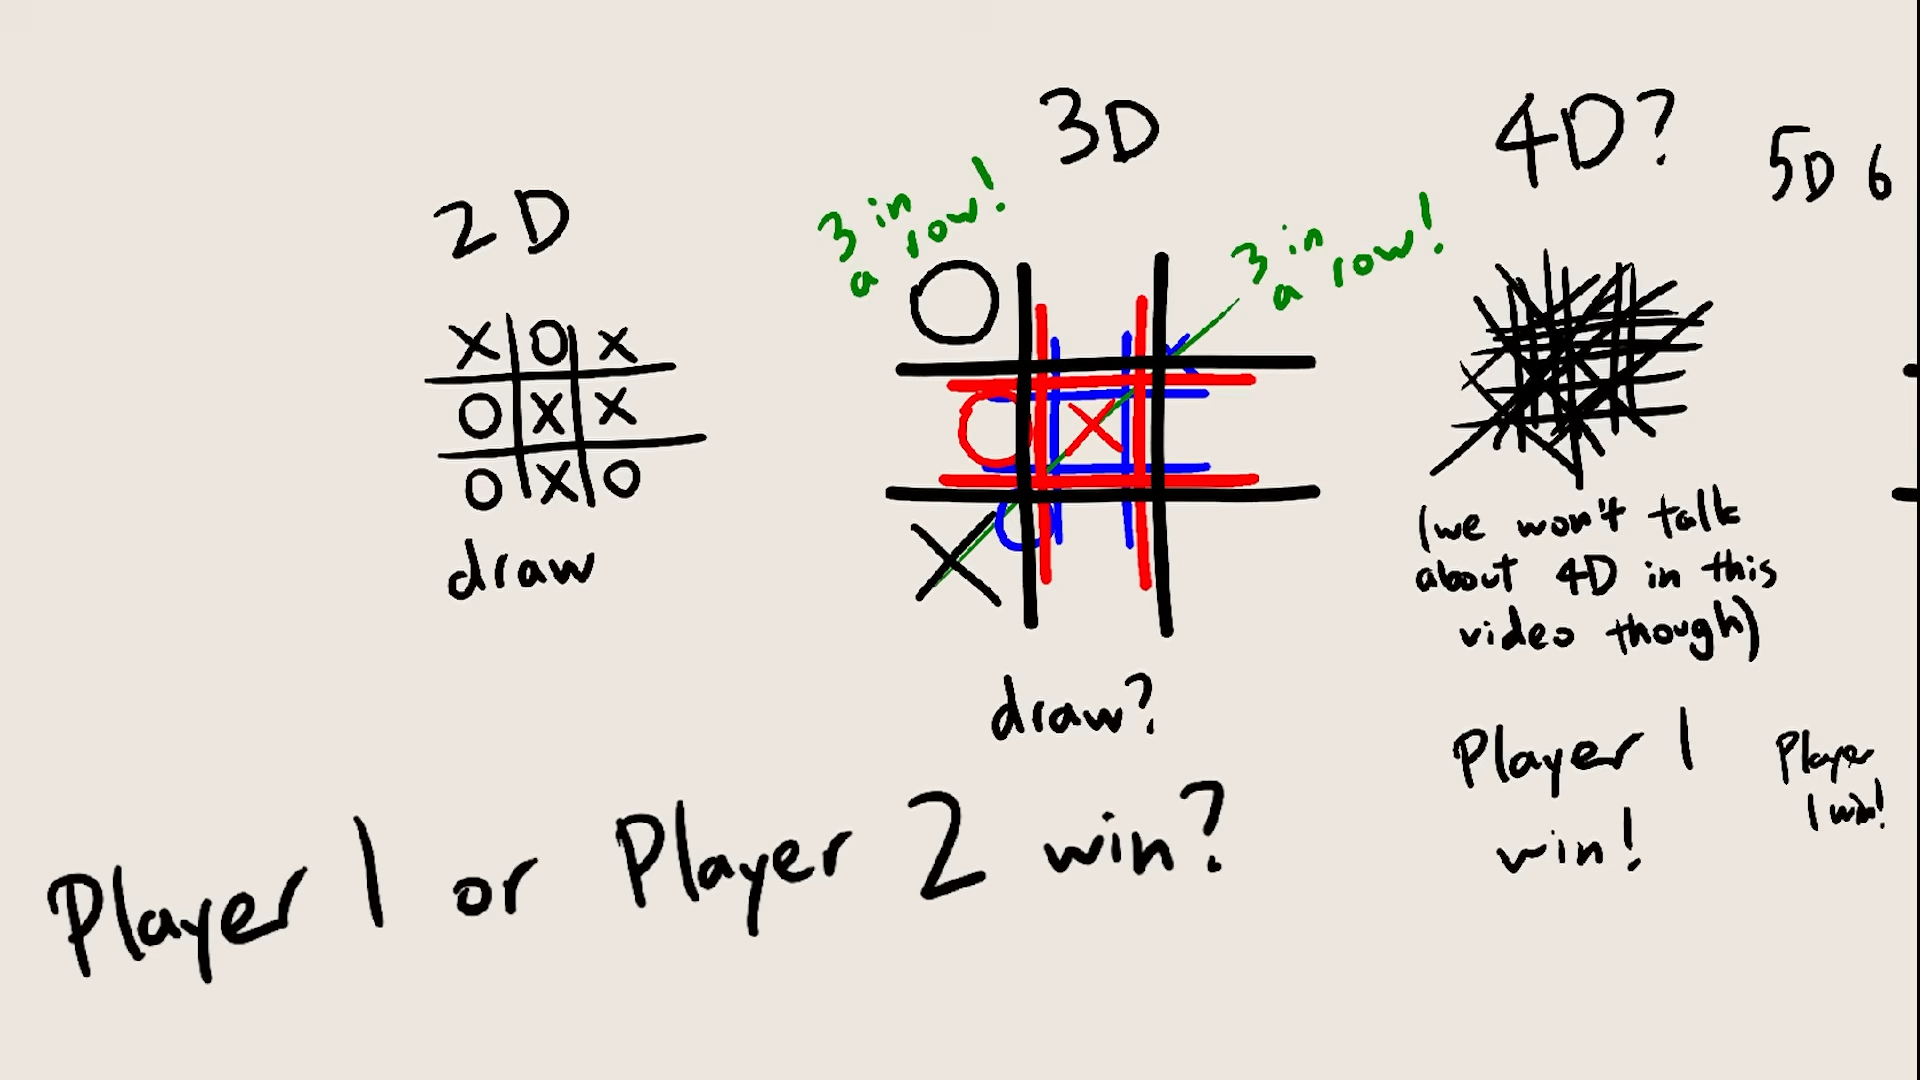 2D
X O X
O X X
O X O
draw
3D
3 in
a row!
3 in
a row!
O
O X
X O
draw?
4D?
(we won't talk
about 4D in this
video though)
Player 1
win!
5D 6
Player
1 win!
Player 1 or Player 2 win?